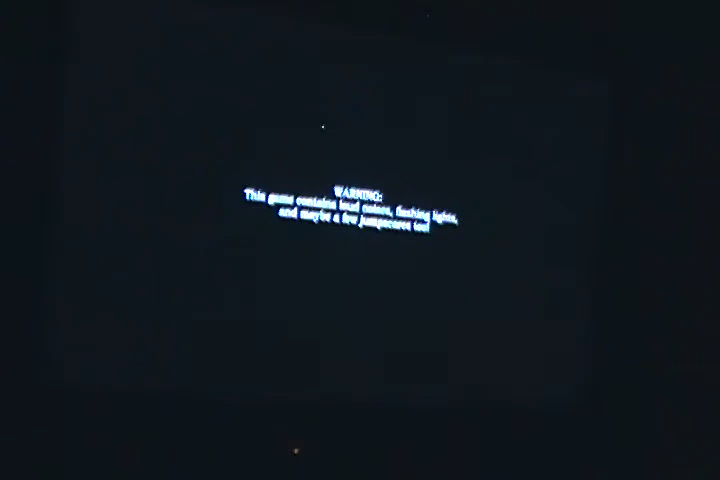 WARNING:
This game contains loud noises, flashing lights,
and maybe a few jumpscares too!